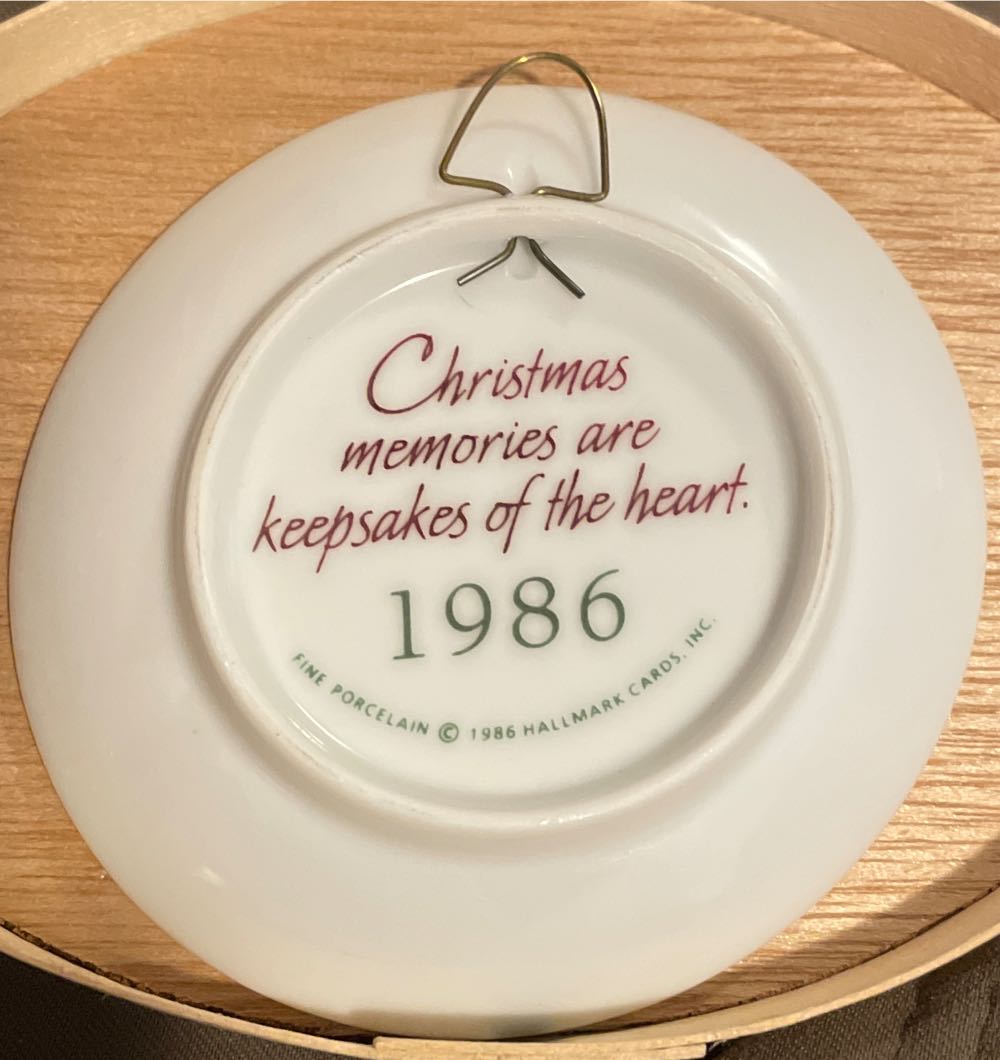 Christmas
memories are
keepsakes of the heart.
1986
FINE PORCELAIN © 1986 HALLMARK CARDS, INC.